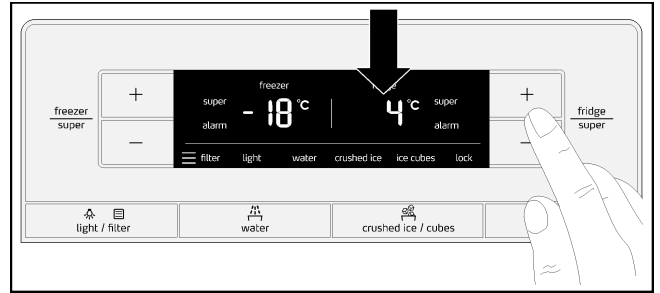 freezer
super
+
−
freezer
super
alarm
- 18 °C
4 °C
super
alarm
filter light water crushed ice ice cubes lock
+
−
fridge
super
light / filter
water
crushed ice / cubes